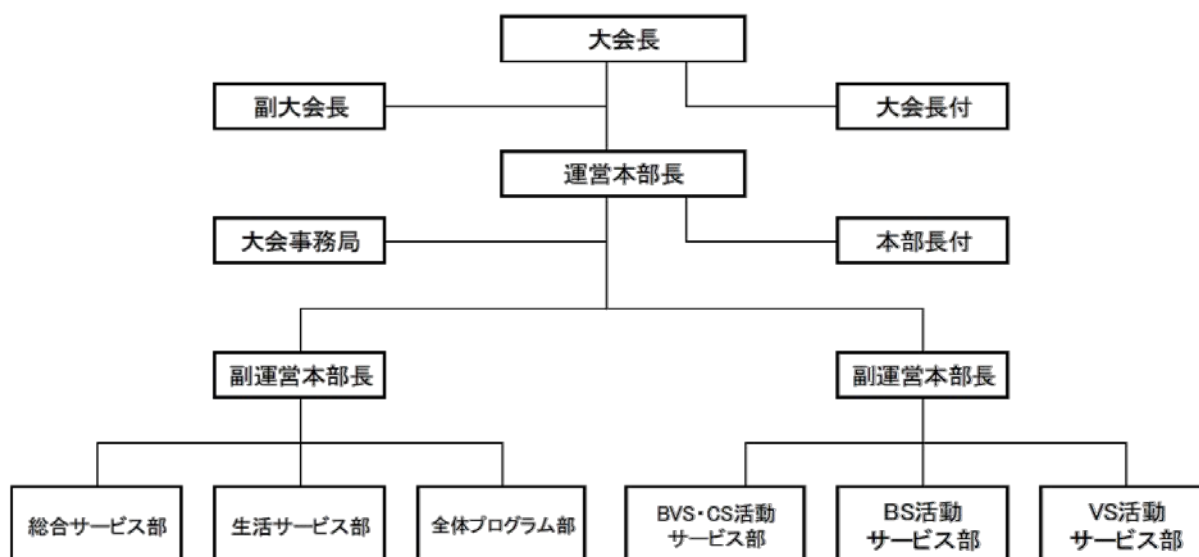 大会長
副大会長
大会長付
運営本部長
大会事務局
本部長付
副運営本部長
副運営本部長
総合サービス部
生活サービス部
全体プログラム部
BVS・CS活動
サービス部
BS活動
サービス部
VS活動
サービス部